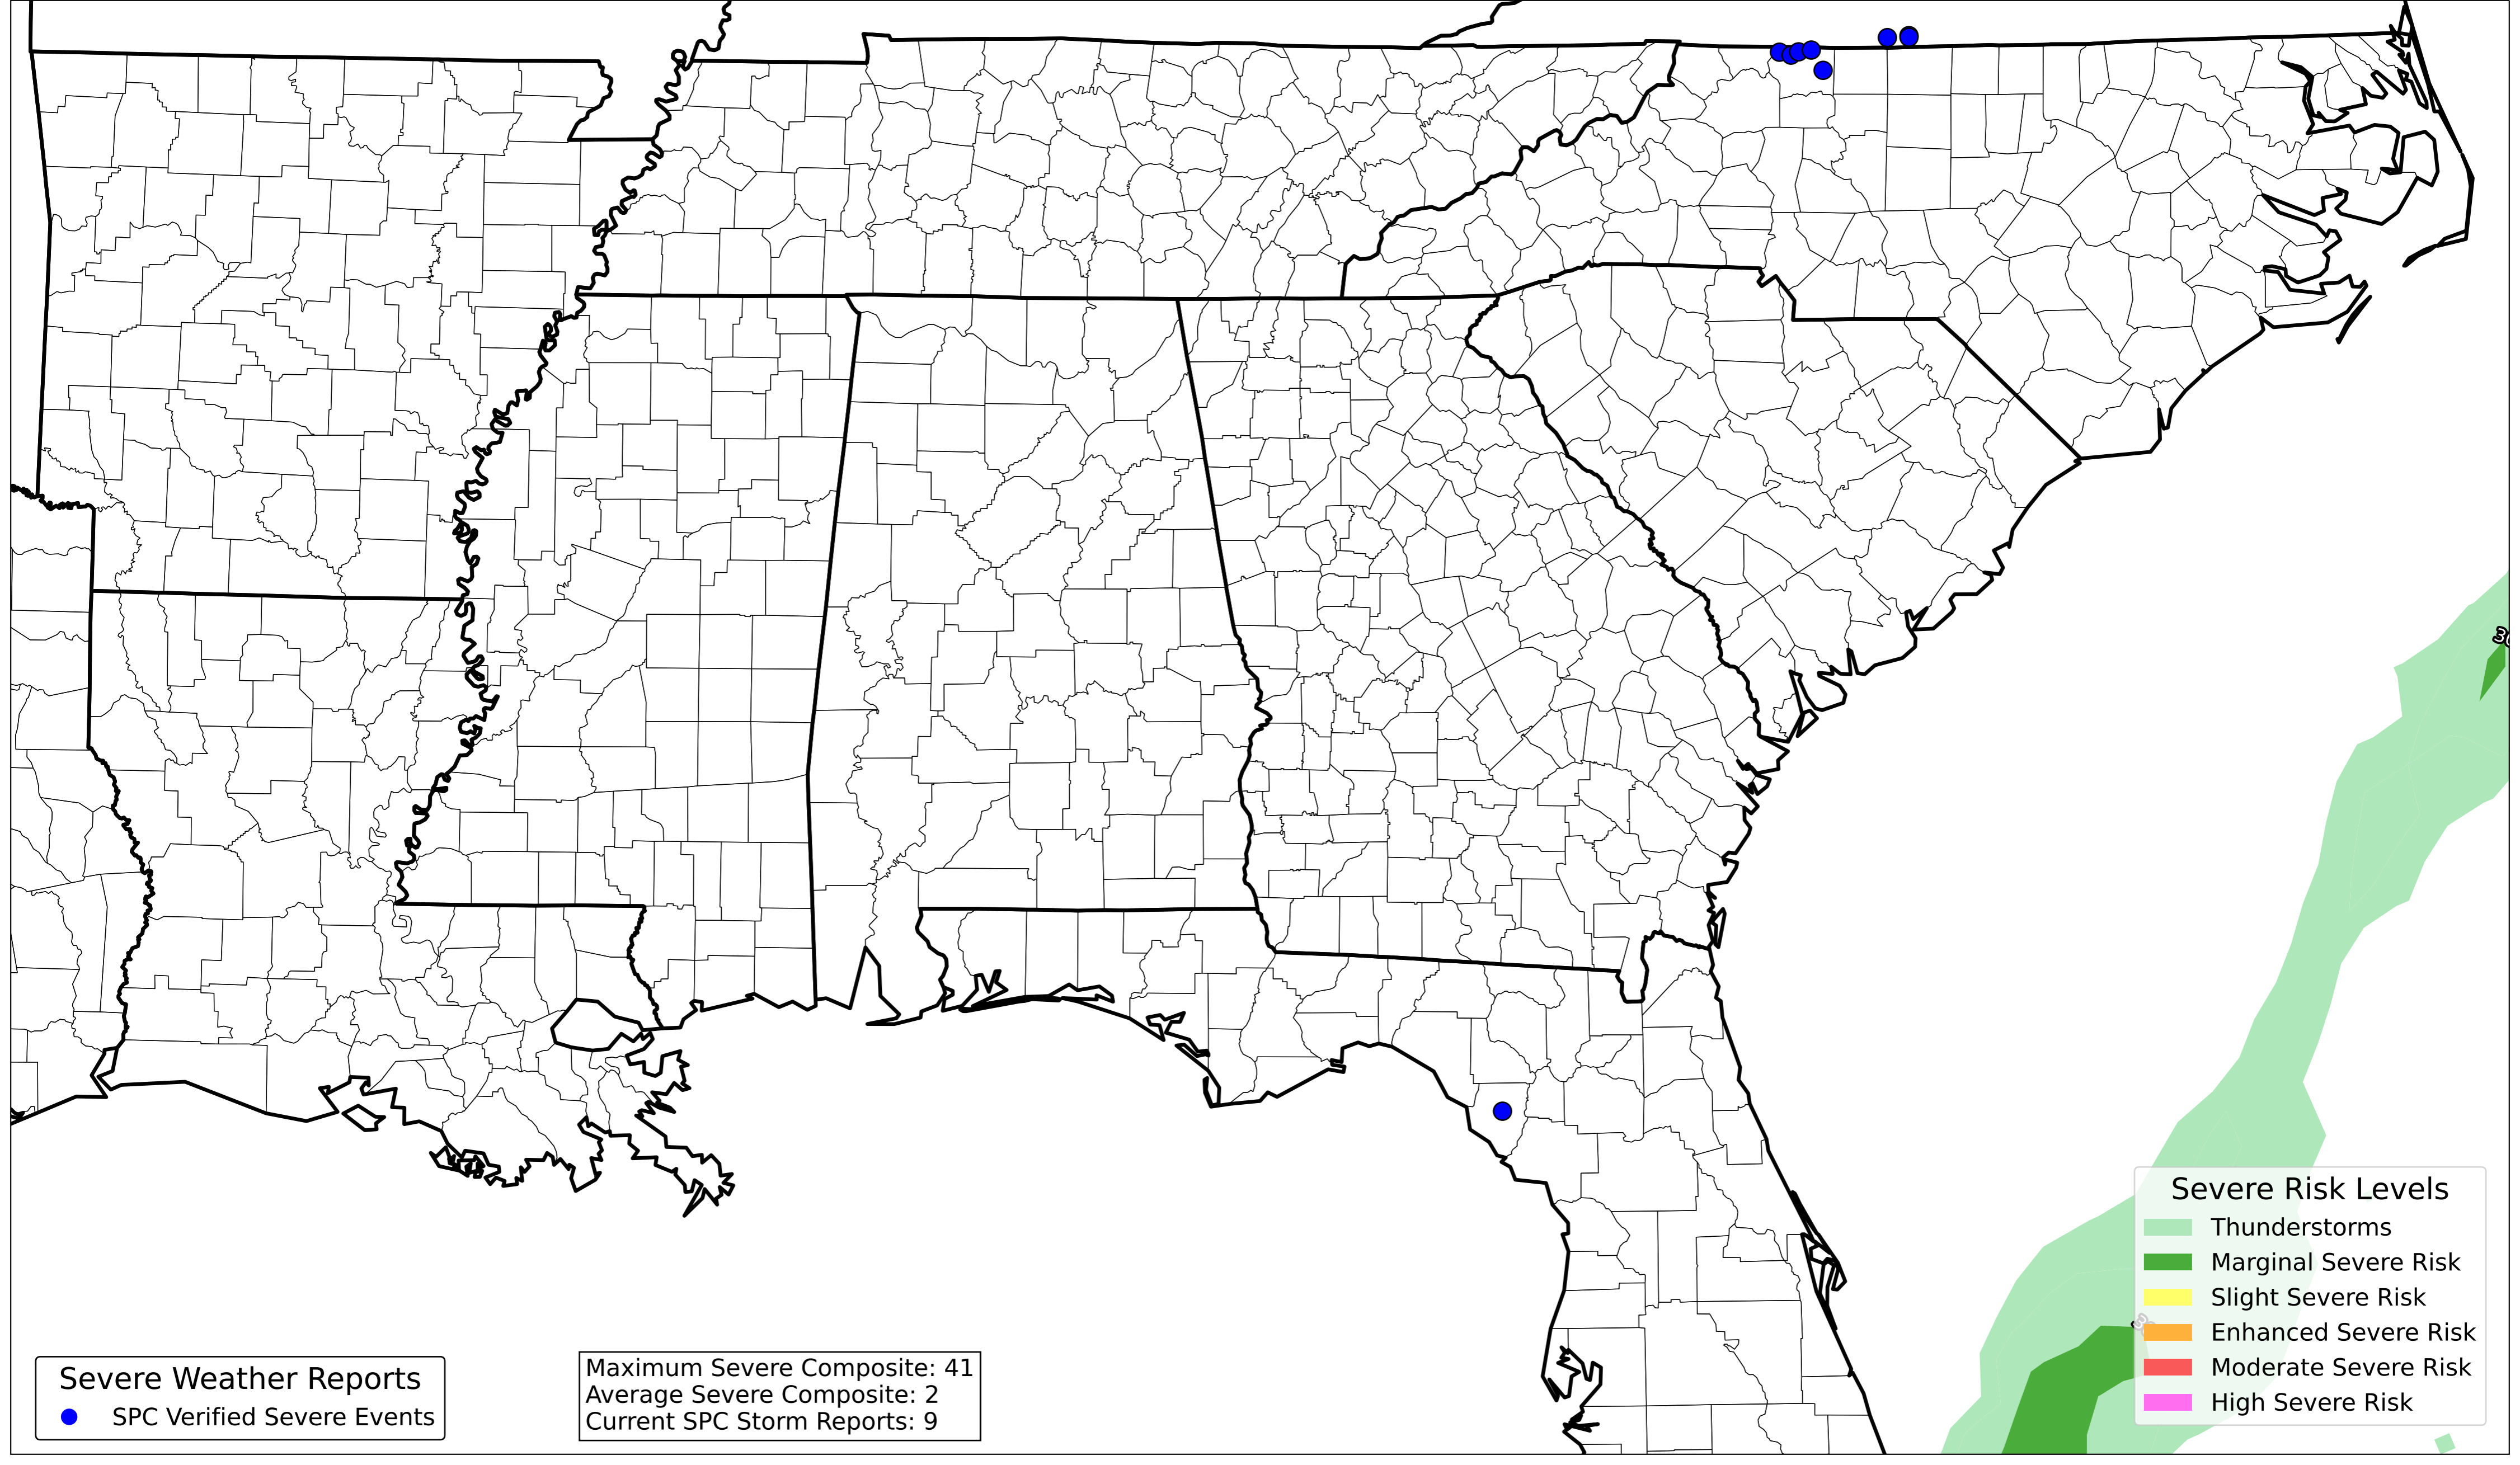 Severe Risk Levels
Thunderstorms
Marginal Severe Risk
Slight Severe Risk
Enhanced Severe Risk
Moderate Severe Risk
High Severe Risk
Severe Weather Reports
SPC Verified Severe Events
Maximum Severe Composite: 41
Average Severe Composite: 2
Current SPC Storm Reports: 9